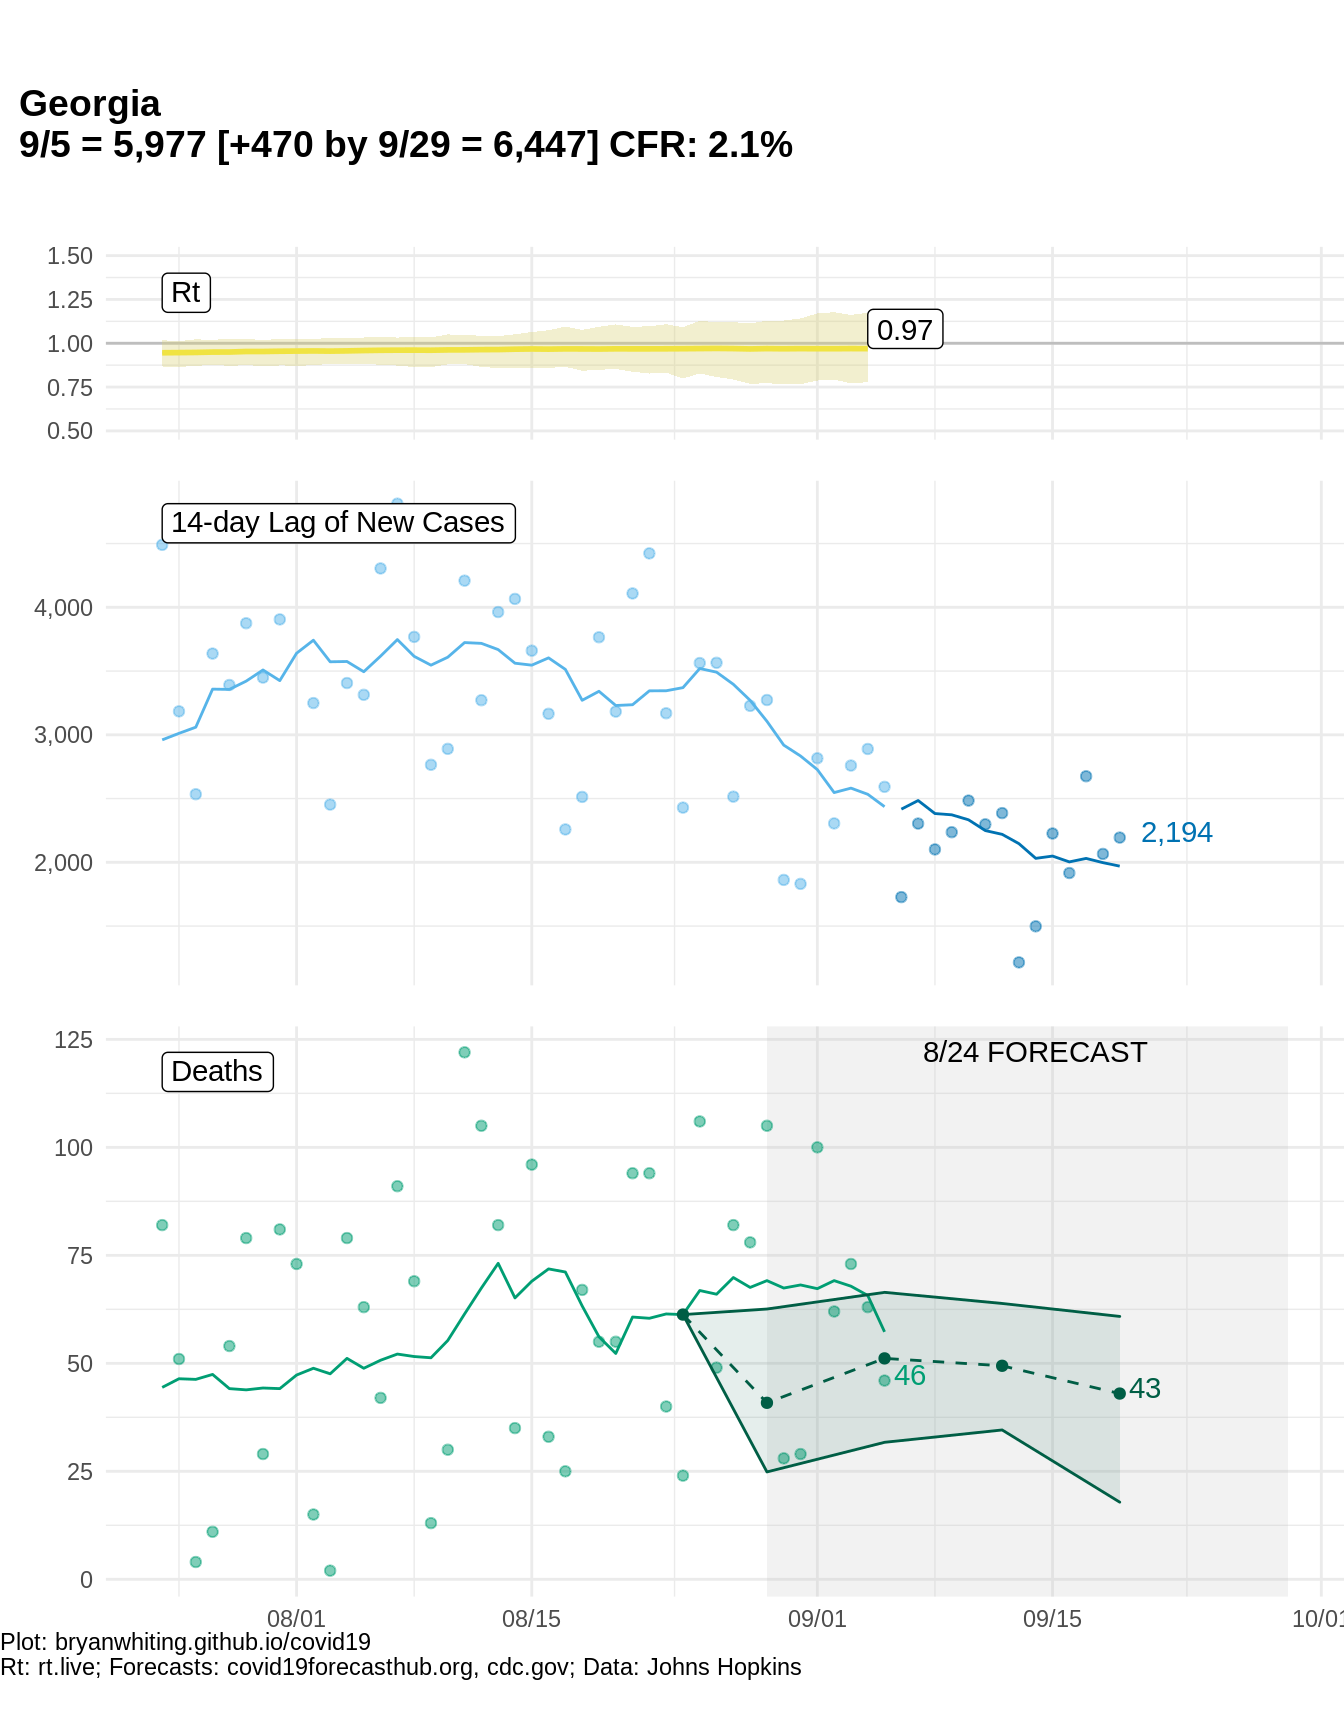 Georgia
9/5 = 5,977 [+470 by 9/29 = 6,447] CFR: 2.1%
1.50
1.25
1.00
0.75
0.50
Rt
0.97
14-day Lag of New Cases
4,000
3,000
2,000
2,194
125
100
75
50
25
0
Deaths
8/24 FORECAST
46
43
08/01
08/15
09/01
09/15
10/01
Plot: bryanwhiting.github.io/covid19
Rt: rt.live; Forecasts: covid19forecasthub.org, cdc.gov; Data: Johns Hopkins